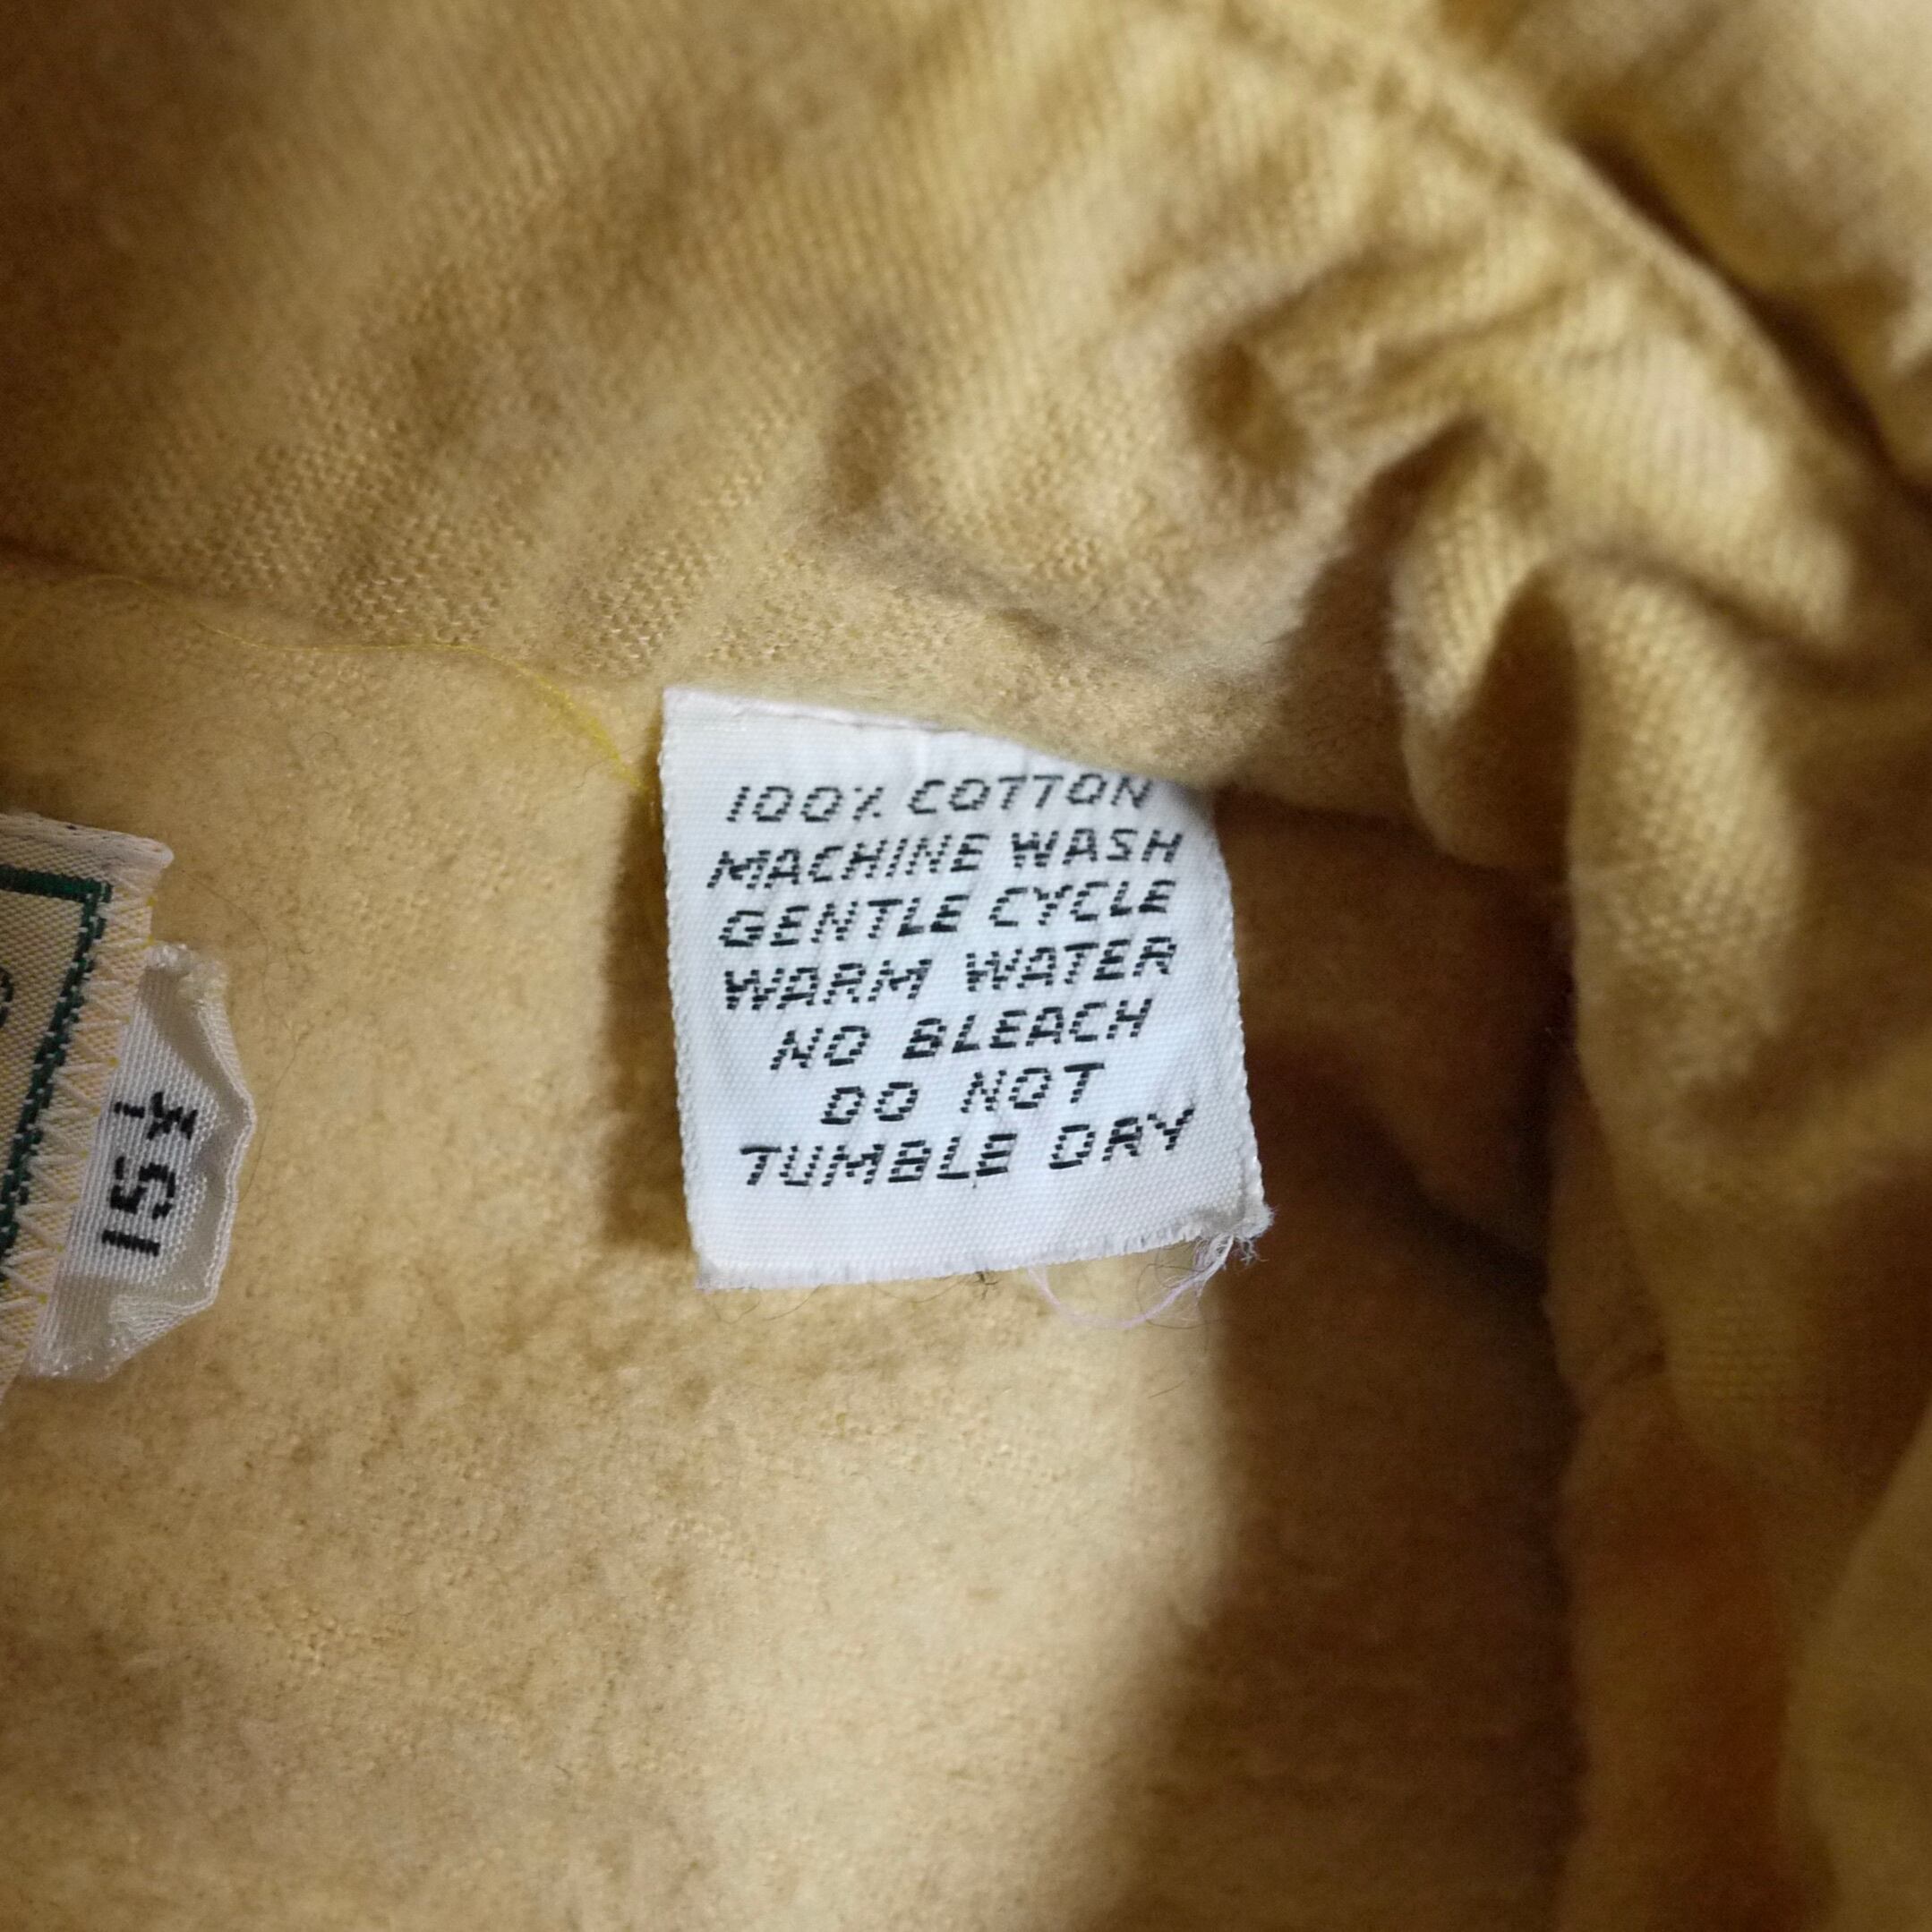 100% COTTON
MACHINE WASH
GENTLE CYCLE
WARM WATER
NO BLEACH
DO NOT
TUMBLE DRY
15½